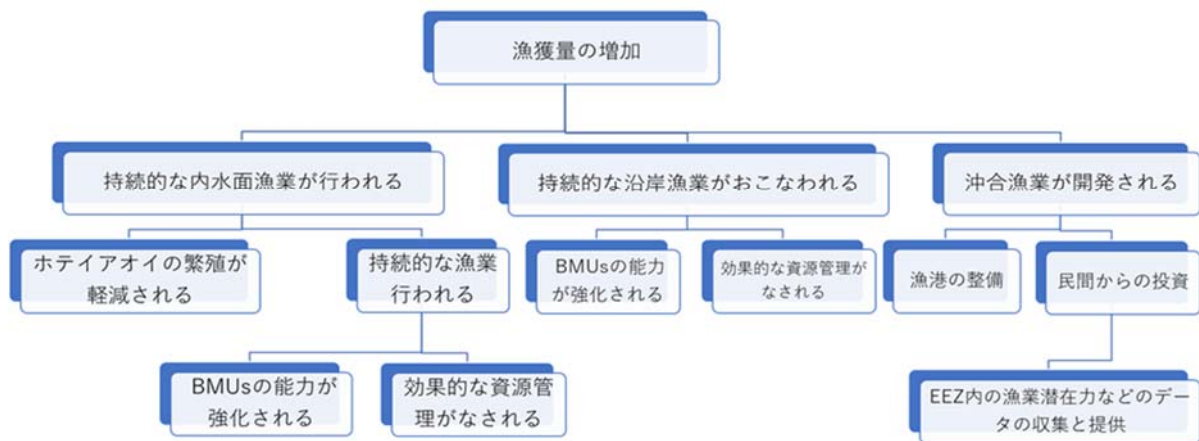 漁獲量の増加
持続的な内水面漁業が行われる
持続的な沿岸漁業がおこなわれる
沖合漁業が開発される
ホテイアオイの繁殖が
軽減される
持続的な漁業
行われる
BMUsの能力
が強化される
効果的な資源管理が
なされる
漁港の整備
民間からの投資
BMUsの能力が
強化される
効果的な資源管
理がなされる
EEZ内の漁業潜在力などのデー
タの収集と提供